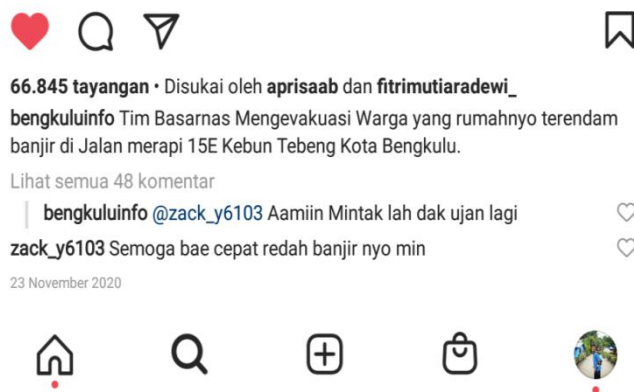 66.845 tayangan • Disukai oleh aprisaab dan fitrimutiaradewi_
bengkuluinfo Tim Basarnas Mengevakuasi Warga yang rumahnyo terendam
banjir di Jalan merapi 15E Kebun Tebeng Kota Bengkulu.
Lihat semua 48 komentar
bengkuluinfo @zack_y6103 Aamiin Mintak lah dak ujan lagi
zack_y6103 Semoga bae cepat redah banjir nyo min
23 November 2020